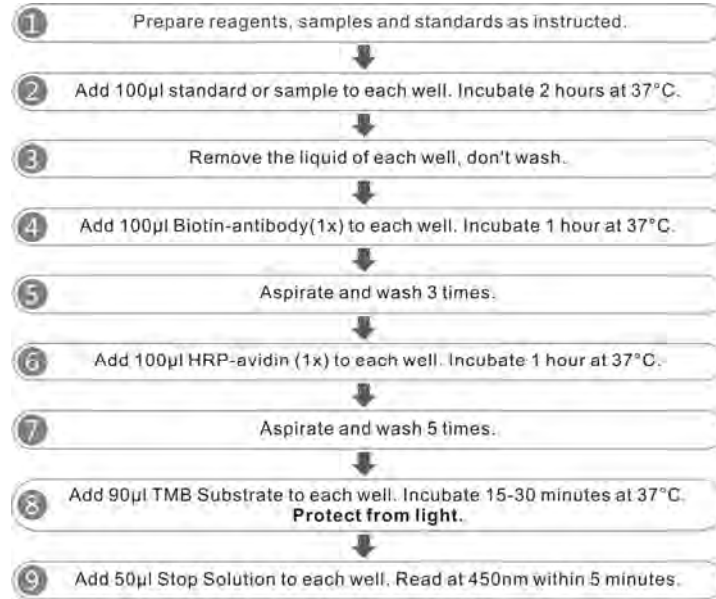 1 Prepare reagents, samples and standards as instructed.
2 Add 100µl standard or sample to each well. Incubate 2 hours at 37°C.
3 Remove the liquid of each well, don't wash.
4 Add 100µl Biotin-antibody(1x) to each well. Incubate 1 hour at 37°C.
5 Aspirate and wash 3 times.
6 Add 100µl HRP-avidin (1x) to each well. Incubate 1 hour at 37°C.
7 Aspirate and wash 5 times.
8 Add 90µl TMB Substrate to each well. Incubate 15-30 minutes at 37°C.
Protect from light.
9 Add 50µl Stop Solution to each well. Read at 450nm within 5 minutes.